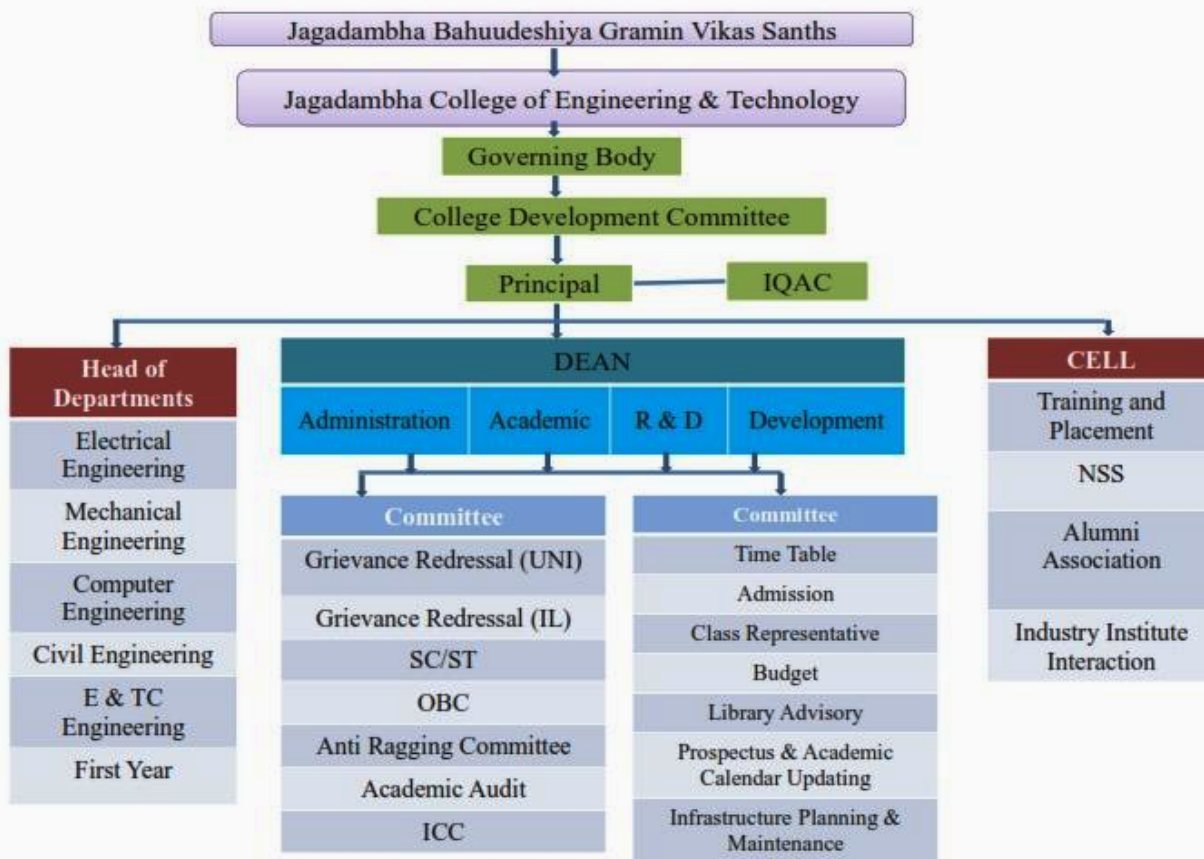 Jagadambha Bahuudeshiya Gramin Vikas Sanths
Jagadambha College of Engineering & Technology
Governing Body
College Development Committee
Principal
IQAC
Head of
Departments
Electrical
Engineering
Mechanical
Engineering
Computer
Engineering
Civil Engineering
E & TC
Engineering
First Year
DEAN
Administration
Academic
R & D
Development
Committee
Grievance Redressal (UNI)
Grievance Redressal (IL)
SC/ST
OBC
Anti Ragging Committee
Academic Audit
ICC
Committee
Time Table
Admission
Class Representative
Budget
Library Advisory
Prospectus & Academic
Calendar Updating
Infrastructure Planning &
Maintenance
CELL
Training and
Placement
NSS
Alumni
Association
Industry Institute
Interaction